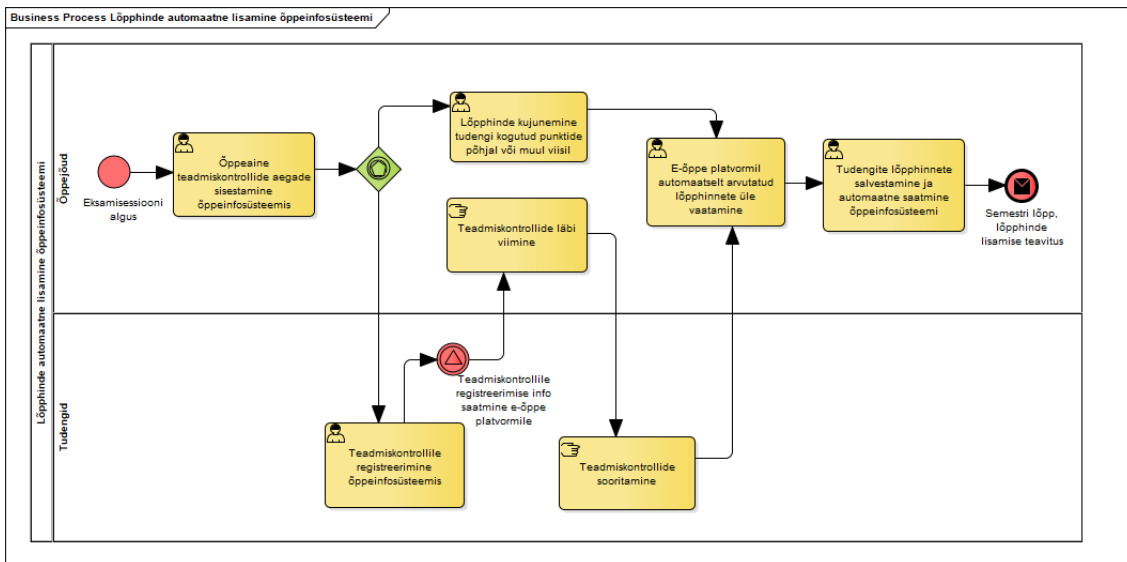 Business Process Lõpphinde automaatne lisamine õppeinfosüsteemi
Lõpphinde automaatne lisamine õppeinfosüsteemi
Õppejõud
Eksamisessiooni
algus
Õppeaine
teadmiskontrollide aegade
sisestamine
õppeinfosüsteemis
Lõpphinde kujunemine
tudengi kogutud punktide
põhjal või muul viisil
Teadmiskontrollide läbi
viimine
E-õppe platvormil
automaatselt arvutatud
lõpphinnete üle
vaatamine
Tudengite lõpphinnete
salvestamine ja
automaatne saatmine
õppeinfosüsteemi
Semestri lõpp,
lõpphinde
lisamise teavitus
Tudengid
Teadmiskontrollile
registreerimine
õppeinfosüsteemis
Teadmiskontrollile
registreerimise info
saatmine e-õppe
platvormile
Teadmiskontrollide
sooritamine